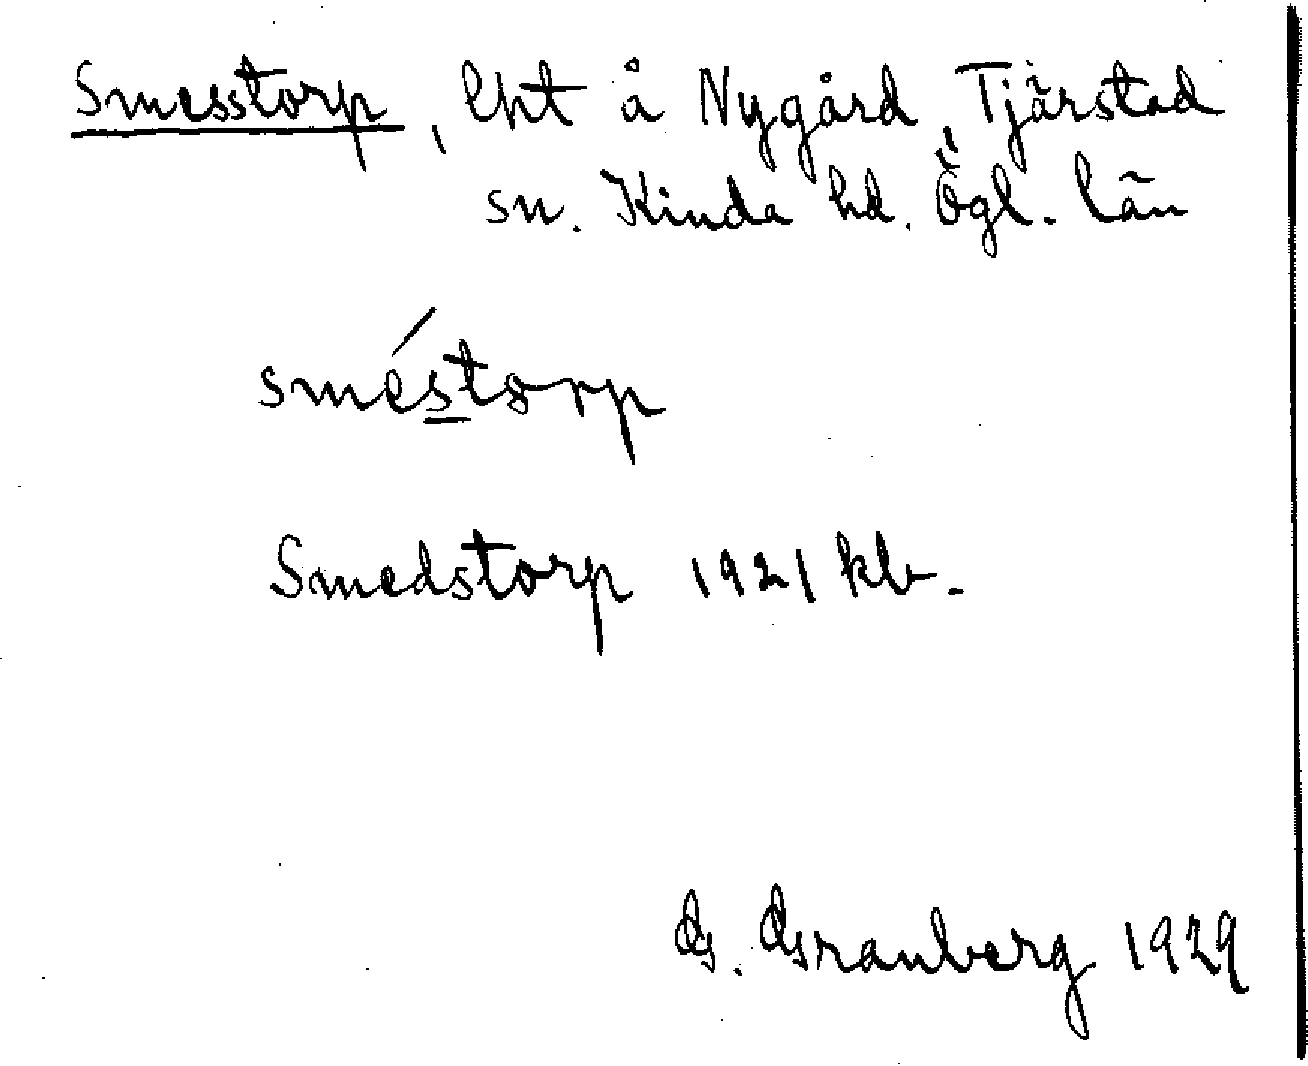 Smesstorp, lht å Nygård, Tjärstad
sn. Kinda hd. Ögl. län
sméstorp
Smedstorp 1921 kb.
G. Granberg 1929